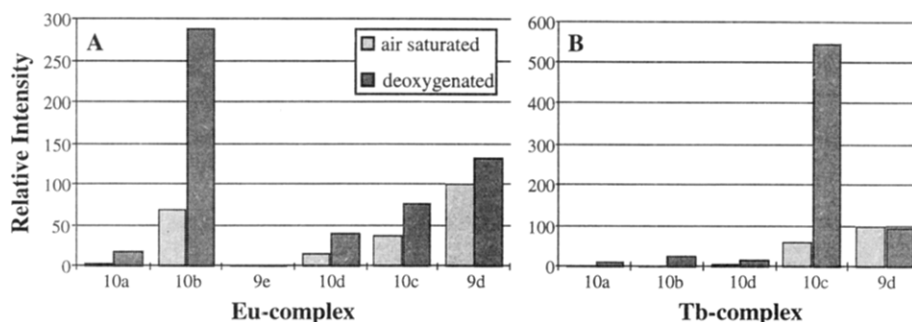 Relative Intensity
A
300
250
200
150
100
50
0
air saturated
deoxygenated
10a 10b 9e 10d 10c 9d
Eu-complex
B
600
500
400
300
200
100
0
10a 10b 10d 10c 9d
Tb-complex